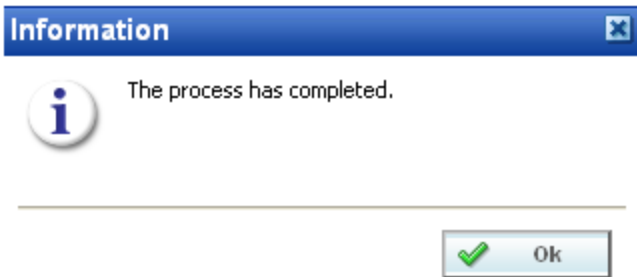 Information
The process has completed.
Ok